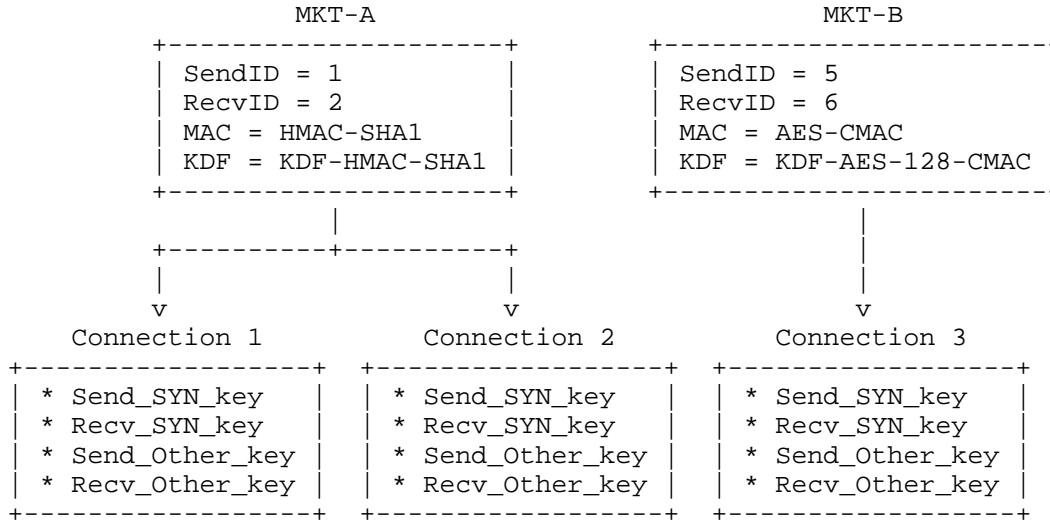 MKT-A MKT-B
SendID = 1 SendID = 5
RecvID = 2 RecvID = 6
MAC = HMAC-SHA1 MAC = AES-CMAC
KDF = KDF-HMAC-SHA1 KDF = KDF-AES-128-CMAC
Connection 1 Connection 2 Connection 3
* Send_SYN_key * Send_SYN_key * Send_SYN_key
* Recv_SYN_key * Recv_SYN_key * Recv_SYN_key
* Send_Other_key * Send_Other_key * Send_Other_key
* Recv_Other_key * Recv_Other_key * Recv_Other_key